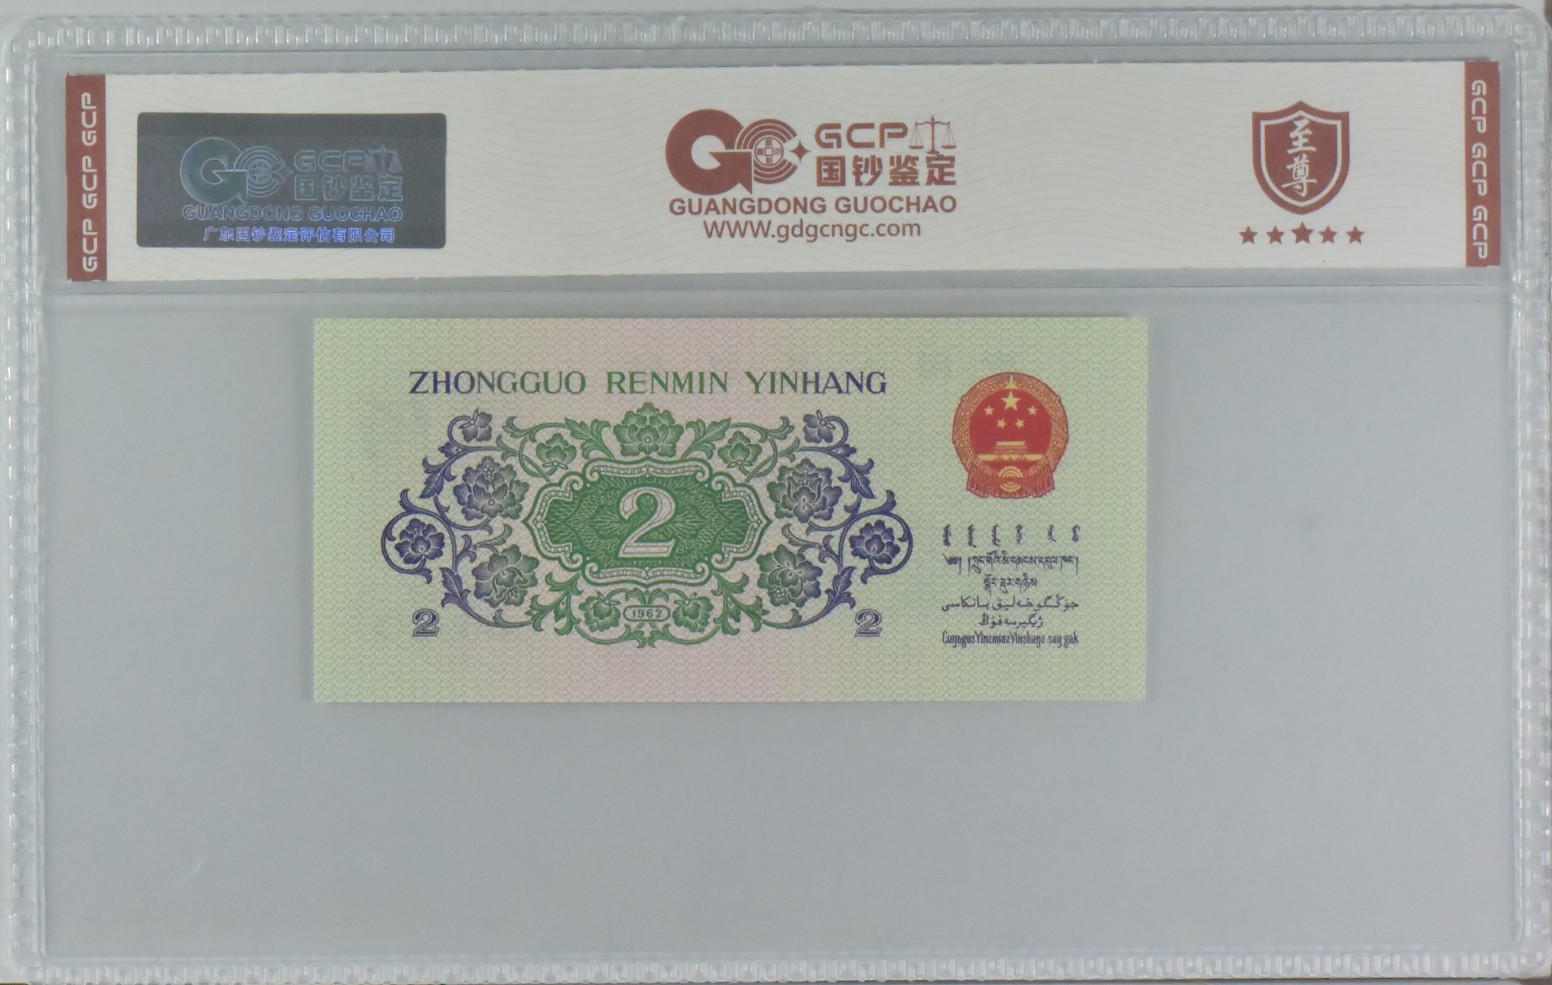 GCP GCP GCP
GCP
国钞鉴定
GUANGDONG GUOCHAO
广东国钞鉴定评估有限公司
GCP
国钞鉴定
GUANGDONG GUOCHAO
WWW.gdgcngc.com
至尊
GCP GCP GCP
ZHONGGUO RENMIN YINHANG
2
1962
2
2